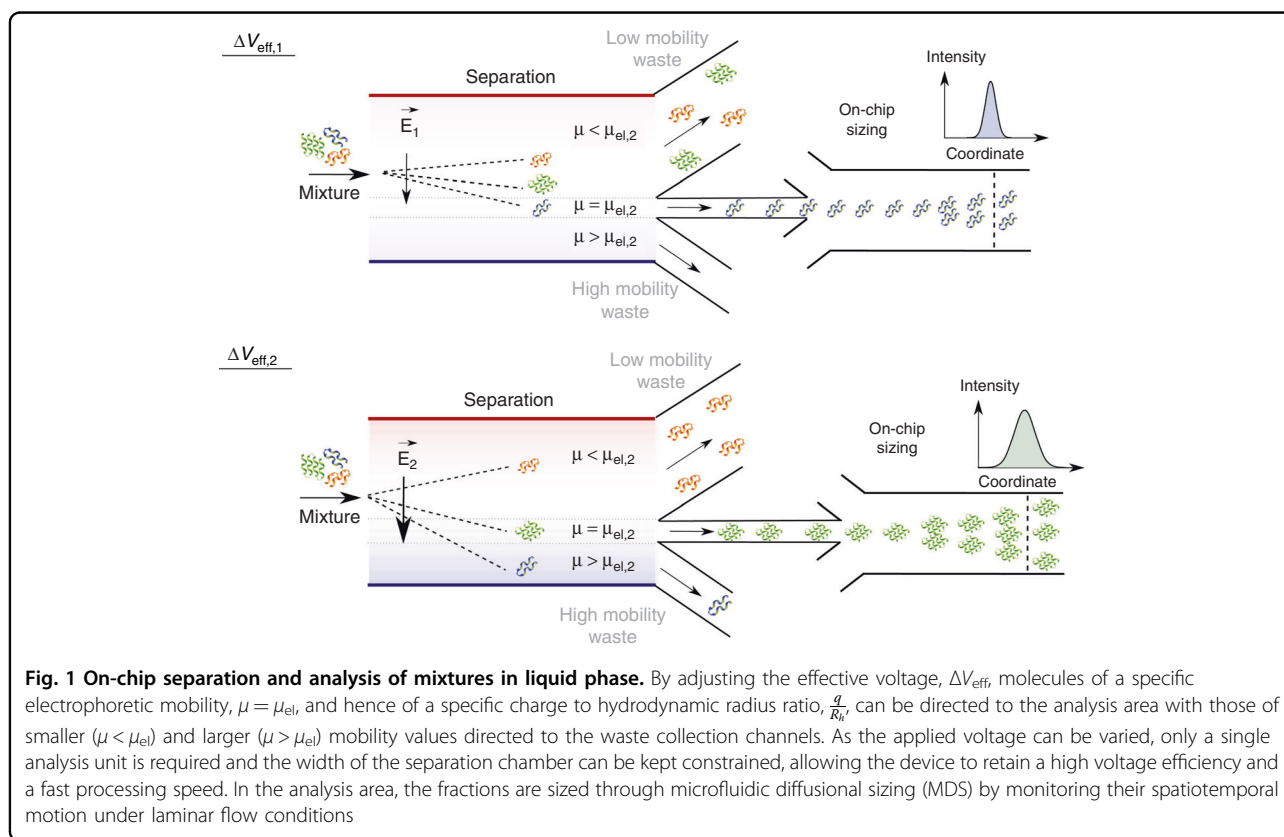 ΔV_eff,1
Low mobility
waste
Separation
E₁
μ < μ_el,2
Mixture
μ = μ_el,2
μ > μ_el,2
High mobility
waste
On-chip
sizing
Intensity
Coordinate
ΔV_eff,2
Low mobility
waste
Separation
E₂
μ < μ_el,2
Mixture
μ = μ_el,2
μ > μ_el,2
High mobility
waste
On-chip
sizing
Intensity
Coordinate
Fig. 1 On-chip separation and analysis of mixtures in liquid phase. By adjusting the effective voltage, ΔV_eff, molecules of a specific
electrophoretic mobility, μ = μ_el, and hence of a specific charge to hydrodynamic radius ratio, q/R_h, can be directed to the analysis area with those of
smaller (μ < μ_el) and larger (μ > μ_el) mobility values directed to the waste collection channels. As the applied voltage can be varied, only a single
analysis unit is required and the width of the separation chamber can be kept constrained, allowing the device to retain a high voltage efficiency and
a fast processing speed. In the analysis area, the fractions are sized through microfluidic diffusional sizing (MDS) by monitoring their spatiotemporal
motion under laminar flow conditions